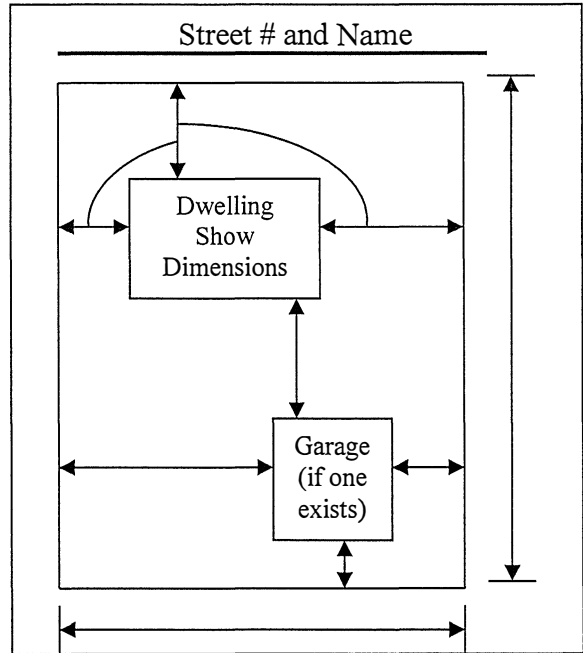 Street # and Name
Dwelling
Show
Dimensions
Garage
(if one
exists)